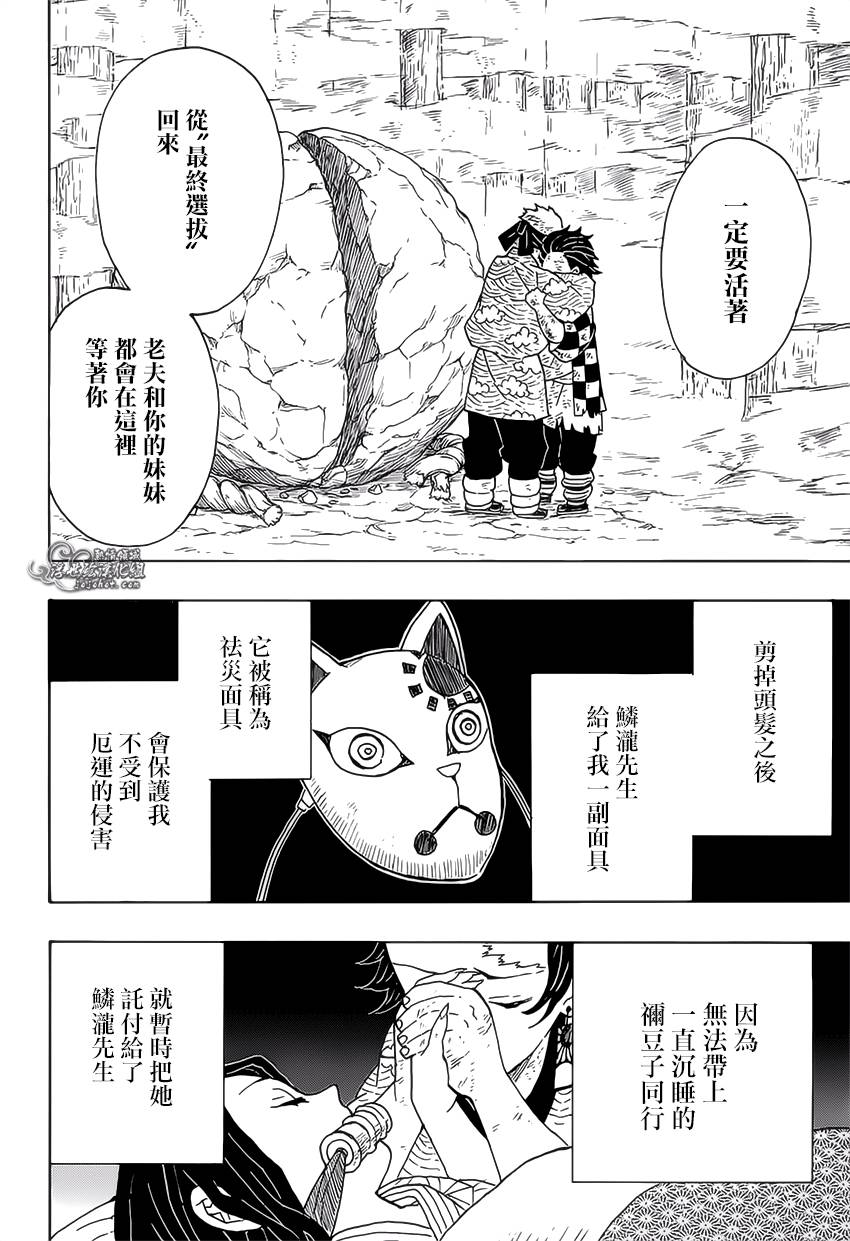 一定要活著
從〝最終選拔〞
回來
老夫和你的妹妹
都會在這裡
等著你
剪掉頭髮之後
鱗瀧先生
給了我一副面具
它被稱為
祛災面具
會保護我
不受到
厄運的侵害
因為
無法帶上
一直沉睡的
禰豆子同行
就暫時把她
託付給了
鱗瀧先生